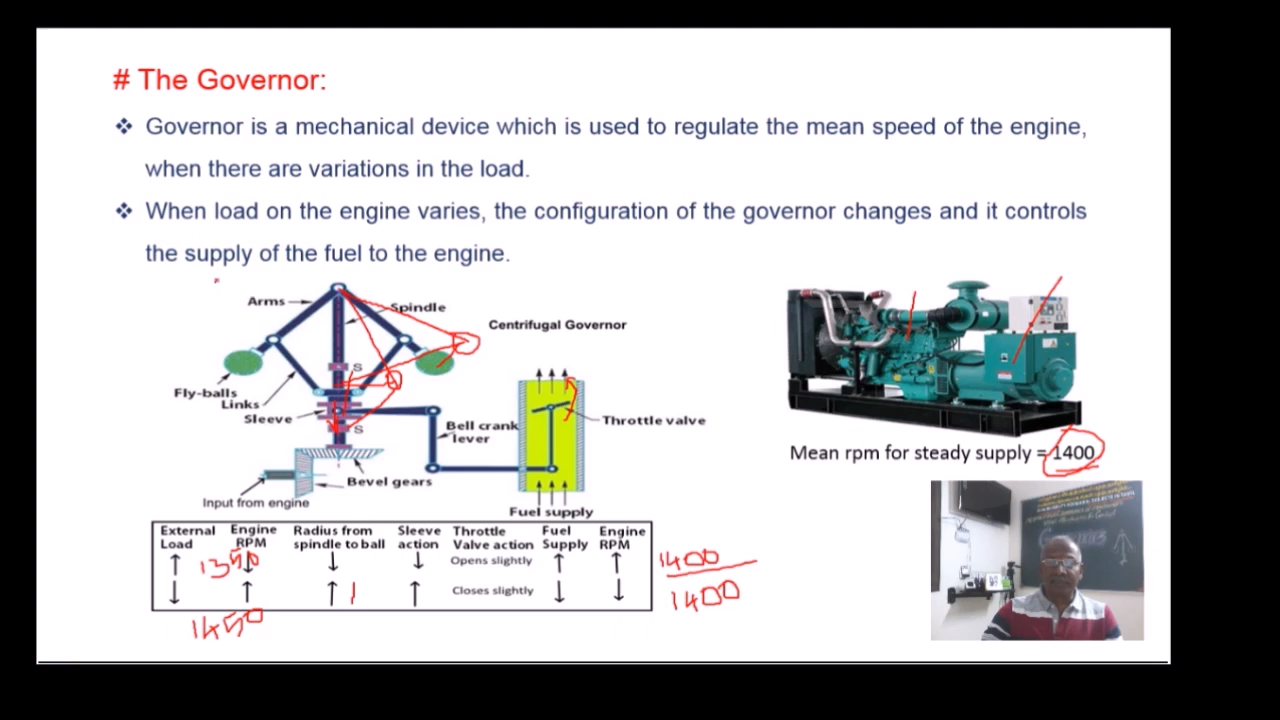 # The Governor:
❖ Governor is a mechanical device which is used to regulate the mean speed of the engine,
when there are variations in the load.
❖ When load on the engine varies, the configuration of the governor changes and it controls
the supply of the fuel to the engine.
Arms
Spindle
Centrifugal Governor
S
Fly-balls
Links
Sleeve
S
Bell crank
lever
Throttle valve
Bevel gears
Input from engine
Fuel supply
Mean rpm for steady supply = 1400
External Engine Radius from Sleeve Throttle Fuel Engine
Load RPM spindle to ball action Valve action Supply RPM
↑ 1350 ↓ ↓ ↓ Opens slightly ↑ ↑ 1400
↓ ↑ ↑ ↑ Closes slightly ↓ ↓ 1400
1450